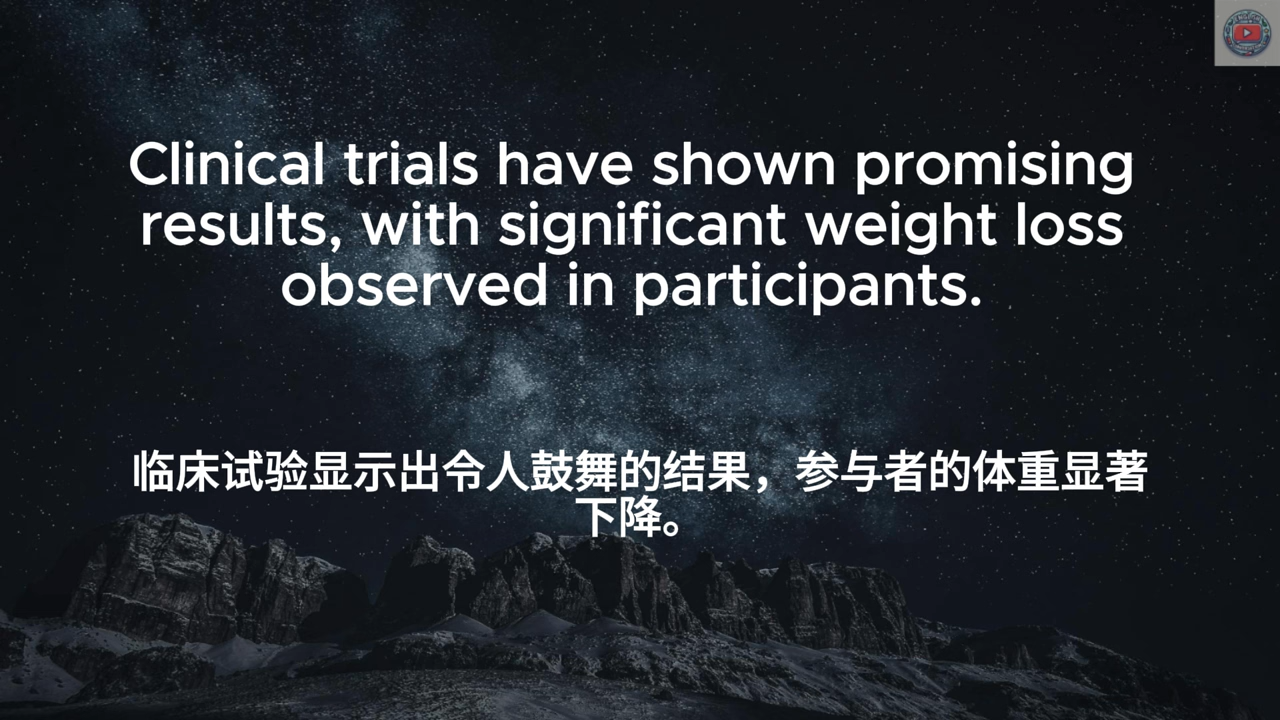 Clinical trials have shown promising
results, with significant weight loss
observed in participants.
临床试验显示出令人鼓舞的结果，参与者的体重显著
下降。